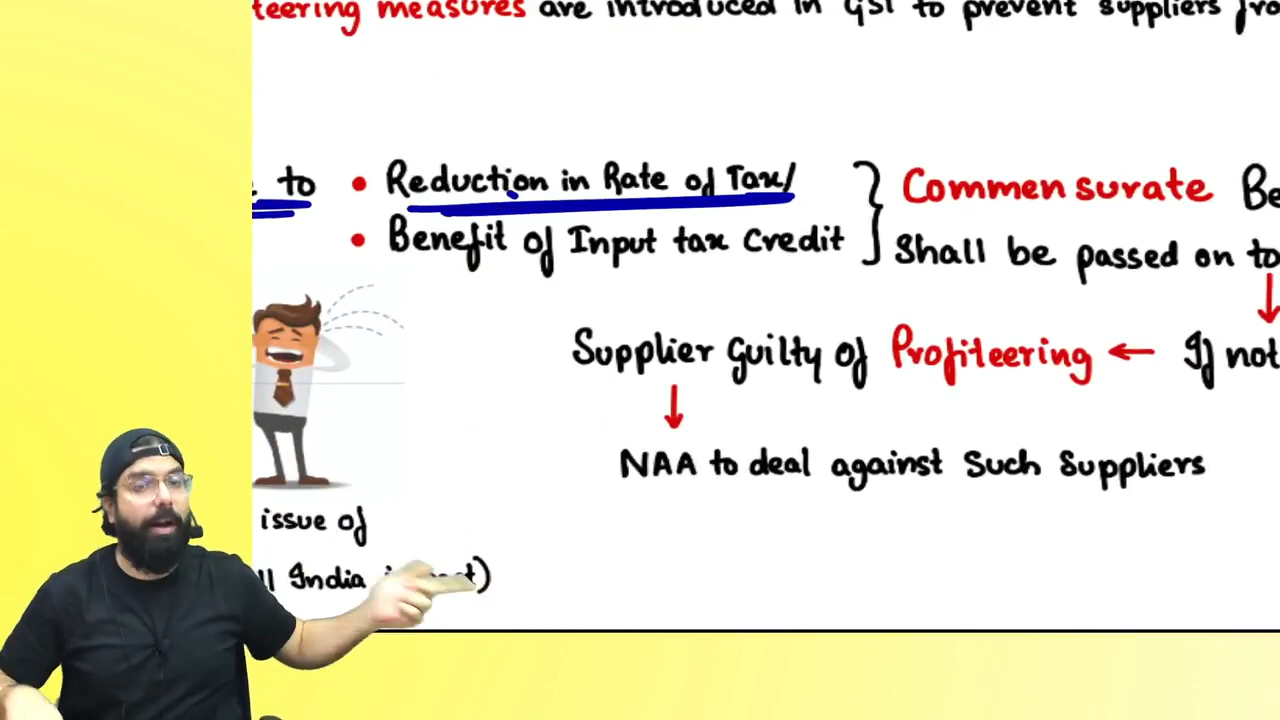 teering measures are introduced in GST to prevent suppliers fro
to • Reduction in Rate of Tax/
• Benefit of Input tax Credit
Commensurate Be
Shall be passed on to
Supplier Guilty of Profiteering ← If not
NAA to deal against Such Suppliers
issue of
ll India